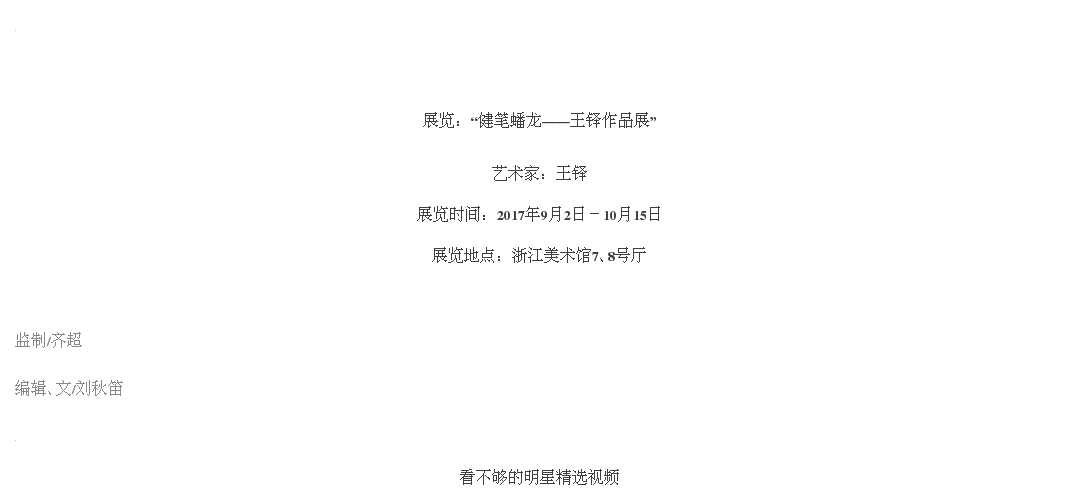 展览：“健笔蟠龙——王铎作品展”
艺术家：王铎
展览时间：2017年9月2日－10月15日
展览地点：浙江美术馆7、8号厅
监制/齐超
编辑、文/刘秋笛
看不够的明星精选视频